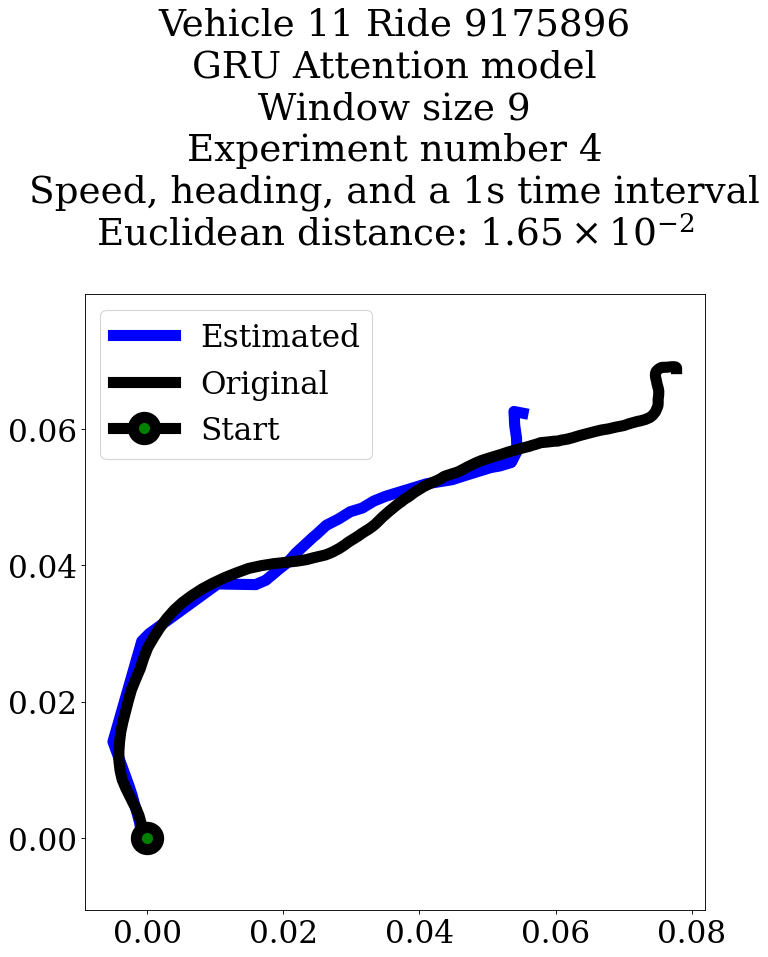 Vehicle 11 Ride 9175896
GRU Attention model
Window size 9
Experiment number 4
Speed, heading, and a 1s time interval
Euclidean distance: 1.65 × 10⁻²
Estimated
Original
Start
0.06
0.04
0.02
0.00
0.00 0.02 0.04 0.06 0.08